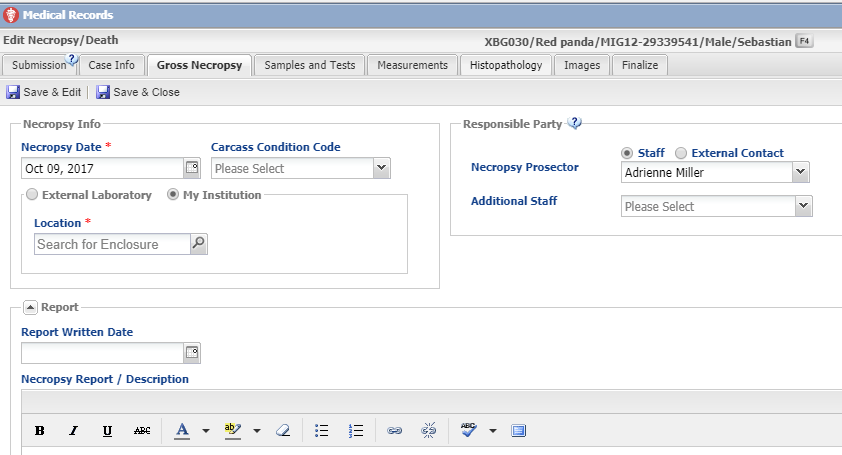 Medical Records
Edit Necropsy/Death
XBG030/Red panda/MIG12-29339541/Male/Sebastian F4
Submission ? Case Info Gross Necropsy Samples and Tests Measurements Histopathology Images Finalize
Save & Edit Save & Close
Necropsy Info
Necropsy Date * Carcass Condition Code
Oct 09, 2017 Please Select
External Laboratory My Institution
Location *
Search for Enclosure
Responsible Party ?
Staff External Contact
Necropsy Prosector Adrienne Miller
Additional Staff Please Select
Report
Report Written Date
Necropsy Report / Description
B I U ABC A ab ABC